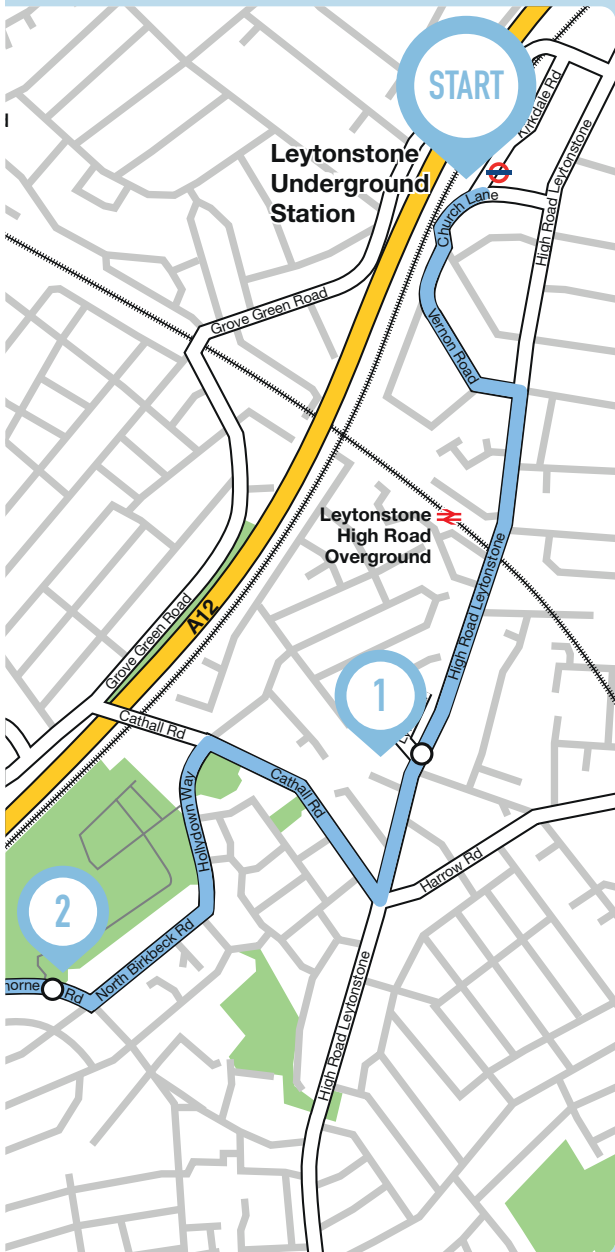 START
Kirkdale Rd
Leytonstone
Underground
Station
Church Lane
High Road Leytonstone
Grove Green Road
Vernon Road
Leytonstone
High Road
Overground
High Road Leytonstone
Grove Green Road
A12
1
Cathall Rd
Cathall Rd
Hollydown Way
Harrow Rd
2
North Birkbeck Rd
horne
Rd
High Road Leytonstone